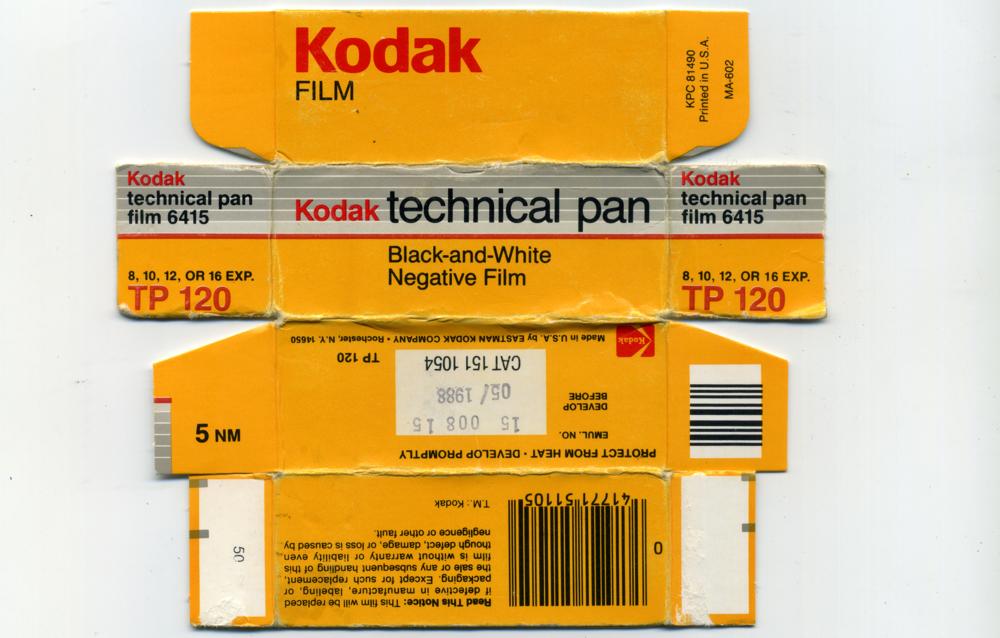 Kodak
FILM
KPC 81490
Printed in U.S.A.
MA-602
Kodak
technical pan
film 6415
8, 10, 12, OR 16 EXP.
TP 120
Kodak technical pan
Black-and-White
Negative Film
Kodak
technical pan
film 6415
8, 10, 12, OR 16 EXP.
TP 120
5 NM
PROTECT FROM HEAT • DEVELOP PROMPTLY
EMUL. NO.
15 008 15
DEVELOP
BEFORE
05/1988
CAT 151 1054
TP 120
Kodak
Made in U.S.A. by EASTMAN KODAK COMPANY • Rochester, N.Y. 14650
50
Read This Notice: This film will be replaced
if defective in manufacture, labeling, or
packaging. Except for such replacement,
the sale or any subsequent handling of this
film is without warranty or liability even
though defect, damage, or loss is caused by
negligence or other fault.
T.M.: Kodak
0
41771 51105